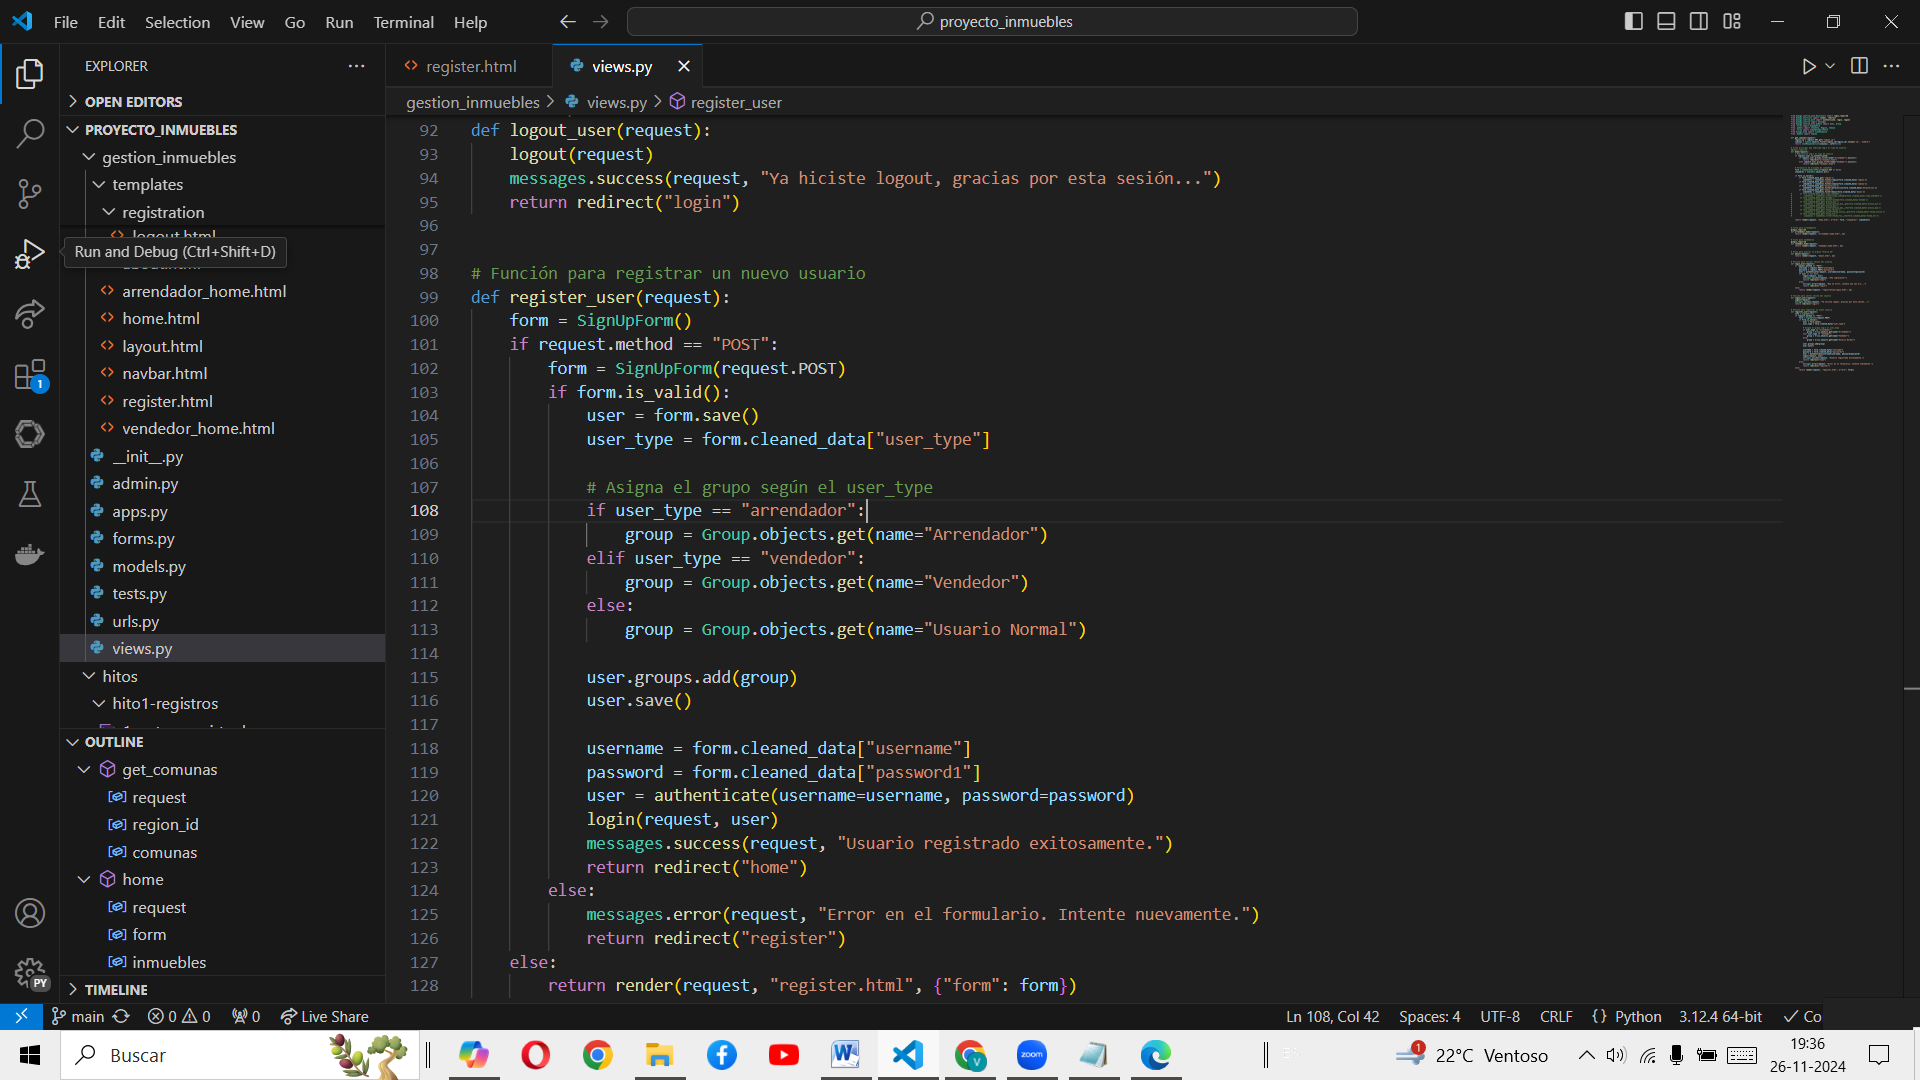 File Edit Selection View Go Run Terminal Help
proyecto_inmuebles
EXPLORER
OPEN EDITORS
PROYECTO_INMUEBLES
gestion_inmuebles
templates
registration
logout.html
Run and Debug (Ctrl+Shift+D)
arrendador_home.html
home.html
layout.html
navbar.html
register.html
vendedor_home.html
__init__.py
admin.py
apps.py
forms.py
models.py
tests.py
urls.py
views.py
hitos
hito1-registros
OUTLINE
get_comunas
request
region_id
comunas
home
request
form
inmuebles
TIMELINE
1
PY
register.html views.py
gestion_inmuebles > views.py > register_user
92 def logout_user(request):
93 logout(request)
94 messages.success(request, "Ya hiciste logout, gracias por esta sesión...")
95 return redirect("login")
96
97
98 # Función para registrar un nuevo usuario
99 def register_user(request):
100 form = SignUpForm()
101 if request.method == "POST":
102 form = SignUpForm(request.POST)
103 if form.is_valid():
104 user = form.save()
105 user_type = form.cleaned_data["user_type"]
106
107 # Asigna el grupo según el user_type
108 if user_type == "arrendador":
109 group = Group.objects.get(name="Arrendador")
110 elif user_type == "vendedor":
111 group = Group.objects.get(name="Vendedor")
112 else:
113 group = Group.objects.get(name="Usuario Normal")
114
115 user.groups.add(group)
116 user.save()
117
118 username = form.cleaned_data["username"]
119 password = form.cleaned_data["password1"]
120 user = authenticate(username=username, password=password)
121 login(request, user)
122 messages.success(request, "Usuario registrado exitosamente.")
123 return redirect("home")
124 else:
125 messages.error(request, "Error en el formulario. Intente nuevamente.")
126 return redirect("register")
127 else:
128 return render(request, "register.html", {"form": form})
main 0 0 0 Live Share Ln 108, Col 42 Spaces: 4 UTF-8 CRLF {} Python 3.12.4 64-bit Co
Buscar zoom 1 22°C Ventoso 19:36
26-11-2024